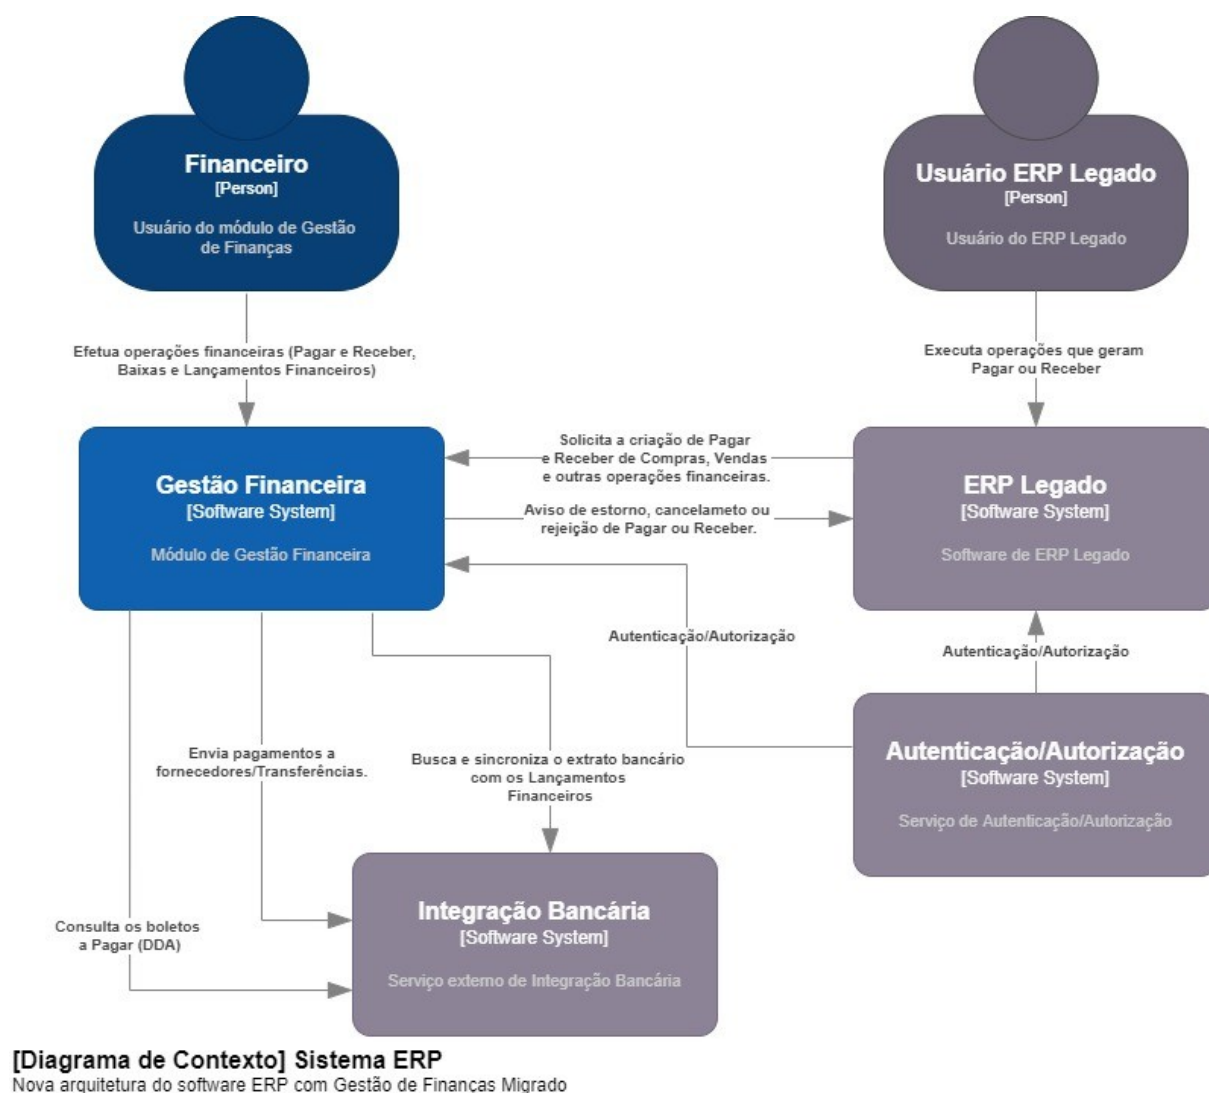 Financeiro
[Person]
Usuário do módulo de Gestão
de Finanças
Usuário ERP Legado
[Person]
Usuário do ERP Legado
Efetua operações financeiras (Pagar e Receber,
Baixas e Lançamentos Financeiros)
Executa operações que geram
Pagar ou Receber
Gestão Financeira
[Software System]
Módulo de Gestão Financeira
Solicita a criação de Pagar
e Receber de Compras, Vendas
e outras operações financeiras.
Aviso de estorno, cancelameto ou
rejeição de Pagar ou Receber.
ERP Legado
[Software System]
Software de ERP Legado
Autenticação/Autorização
Autenticação/Autorização
Autenticação/Autorização
[Software System]
Serviço de Autenticação/Autorização
Envia pagamentos a
fornecedores/Transferências.
Busca e sincroniza o extrato bancário
com os Lançamentos
Financeiros
Consulta os boletos
a Pagar (DDA)
Integração Bancária
[Software System]
Serviço externo de Integração Bancária
[Diagrama de Contexto] Sistema ERP
Nova arquitetura do software ERP com Gestão de Finanças Migrado